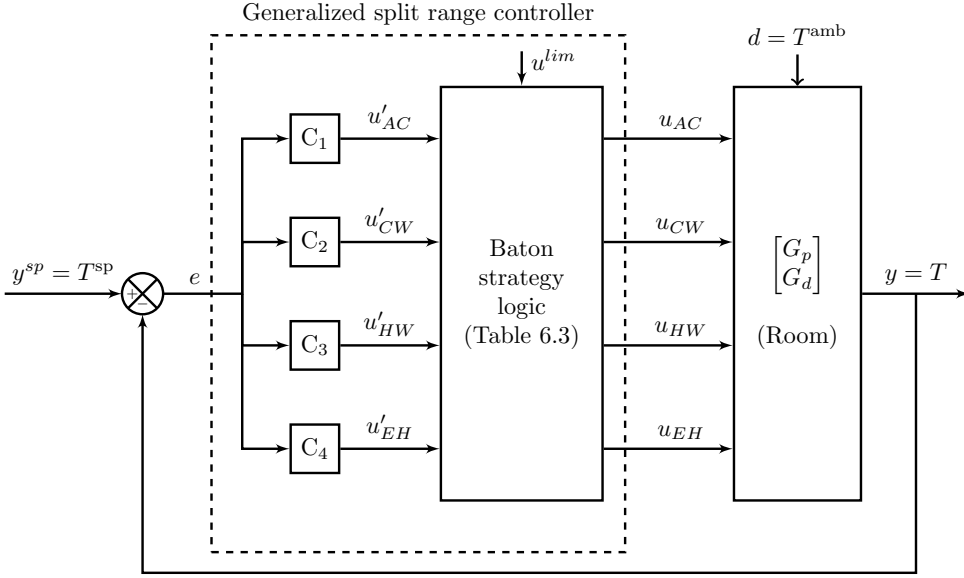 Generalized split range controller
u^{lim}
d = T^{amb}
C_1
u'_{AC}
u_{AC}
C_2
u'_{CW}
u_{CW}
y^{sp} = T^{sp}
+
−
e
Baton
strategy
logic
(Table 6.3)
[G_p
G_d]
(Room)
y = T
C_3
u'_{HW}
u_{HW}
C_4
u'_{EH}
u_{EH}